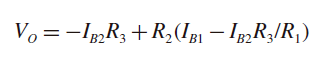 V_O = −I_{B2}R_3 + R_2(I_{B1} − I_{B2}R_3/R_1)